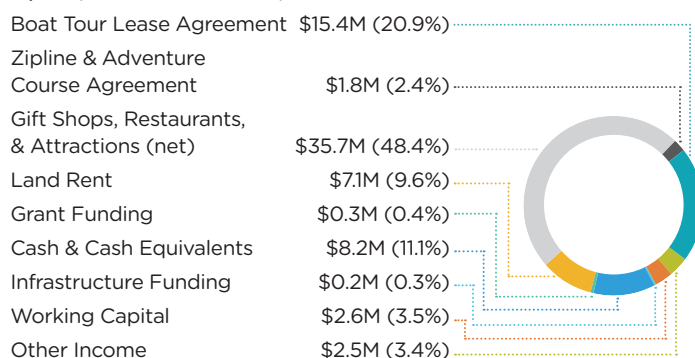 Boat Tour Lease Agreement $15.4M (20.9%)
Zipline & Adventure
Course Agreement $1.8M (2.4%)
Gift Shops, Restaurants,
& Attractions (net) $35.7M (48.4%)
Land Rent $7.1M (9.6%)
Grant Funding $0.3M (0.4%)
Cash & Cash Equivalents $8.2M (11.1%)
Infrastructure Funding $0.2M (0.3%)
Working Capital $2.6M (3.5%)
Other Income $2.5M (3.4%)